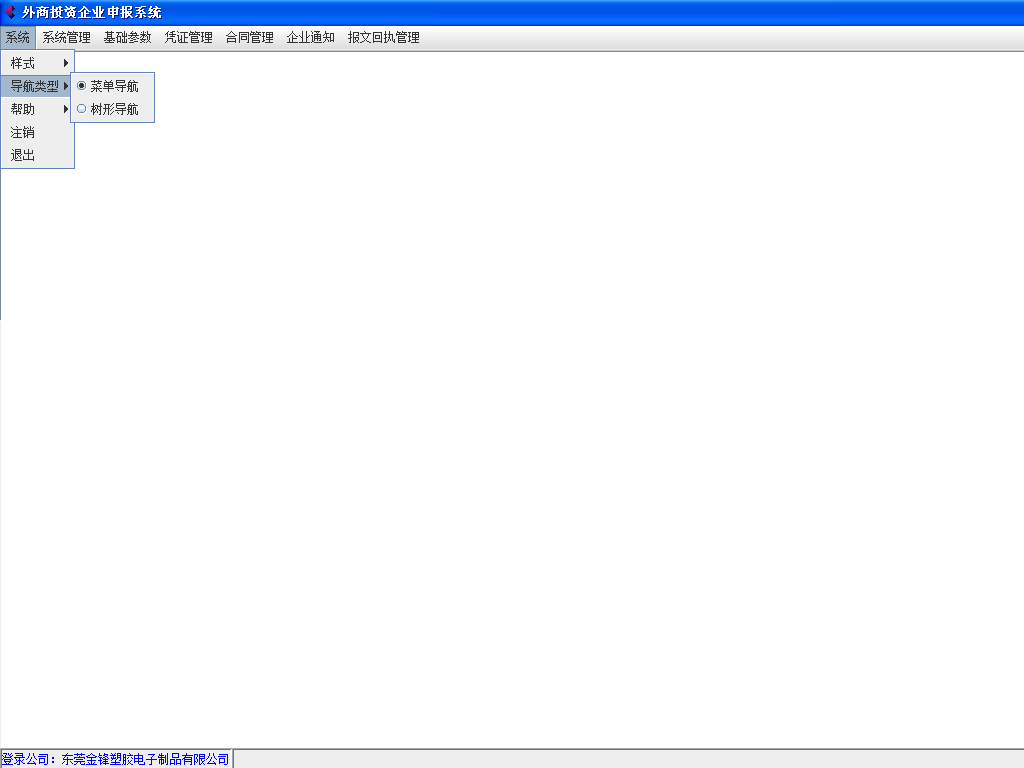 外商投资企业申报系统
系统 系统管理 基础参数 凭证管理 合同管理 企业通知 报文回执管理
样式
导航类型 菜单导航
帮助 树形导航
注销
退出
登录公司：东莞金锋塑胶电子制品有限公司